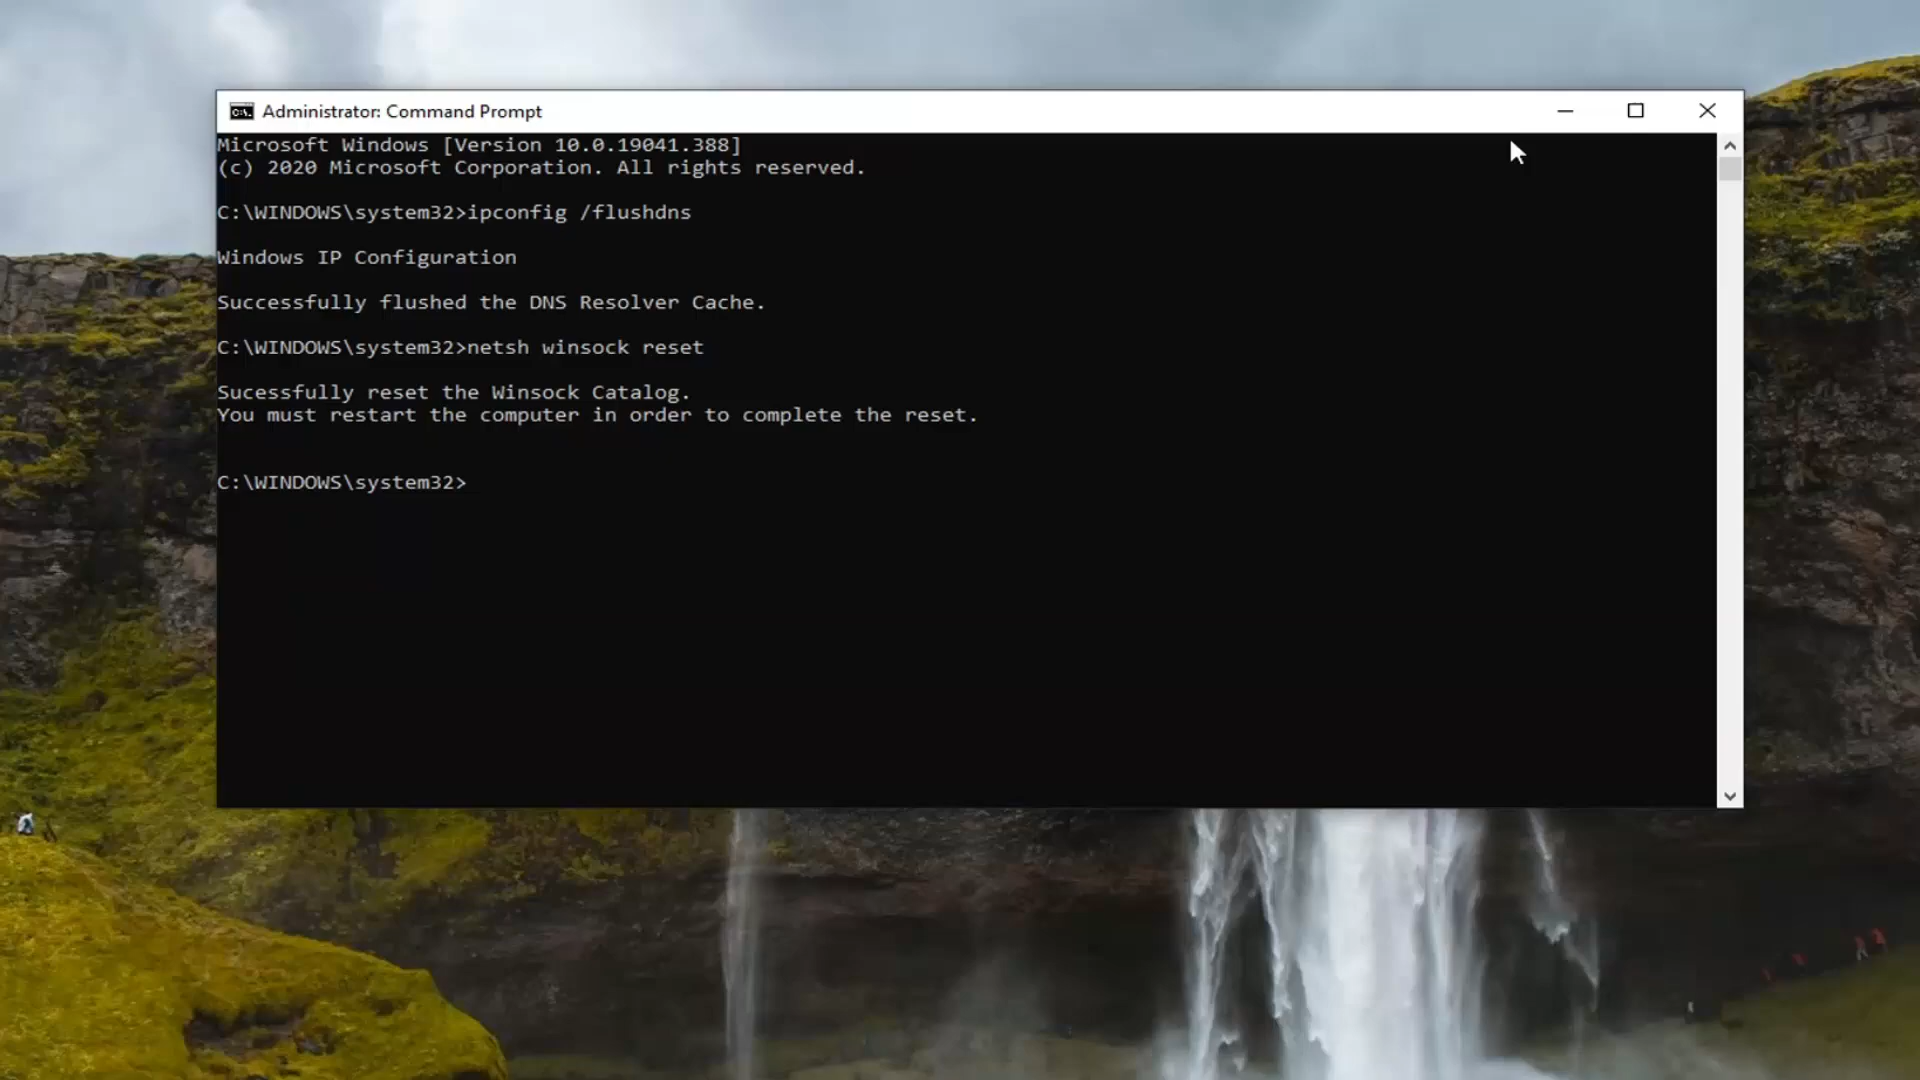 Administrator: Command Prompt
Microsoft Windows [Version 10.0.19041.388]
(c) 2020 Microsoft Corporation. All rights reserved.
C:\WINDOWS\system32>ipconfig /flushdns
Windows IP Configuration
Successfully flushed the DNS Resolver Cache.
C:\WINDOWS\system32>netsh winsock reset
Sucessfully reset the Winsock Catalog.
You must restart the computer in order to complete the reset.
C:\WINDOWS\system32>